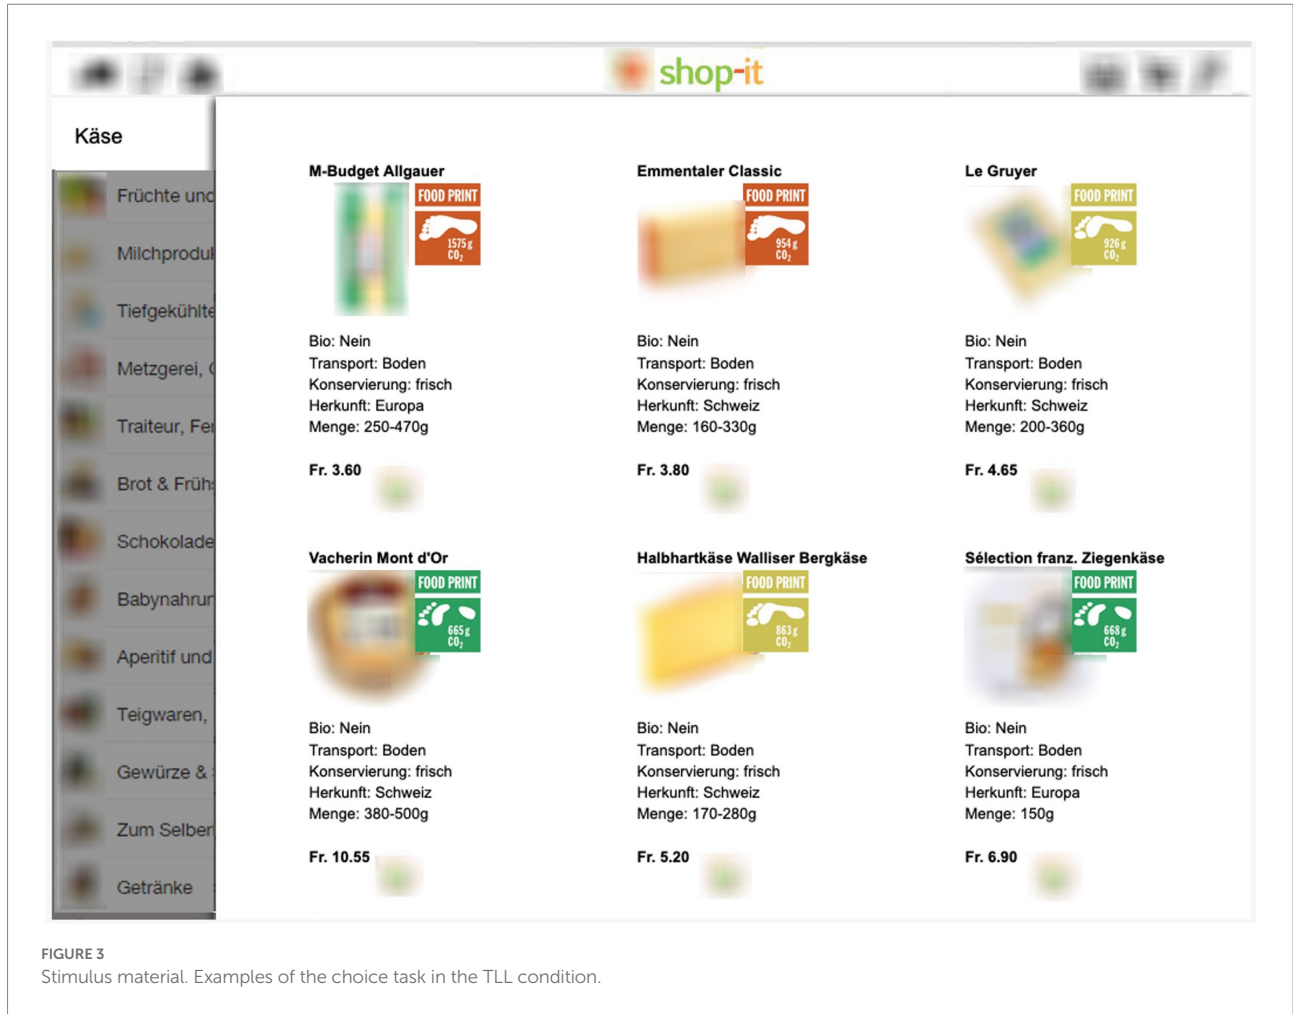 shop-it
Käse
Früchte und
Milchproduk
Tiefgekühlte
Metzgerei,
Traiteur, Fer
Brot & Früh
Schokolade
Babynahrun
Aperitif und
Teigwaren,
Gewürze &
Zum Selber
Getränke
M-Budget Allgauer
FOOD PRINT
1575 g
CO₂
Bio: Nein
Transport: Boden
Konservierung: frisch
Herkunft: Europa
Menge: 250-470g
Fr. 3.60
Emmentaler Classic
FOOD PRINT
954 g
CO₂
Bio: Nein
Transport: Boden
Konservierung: frisch
Herkunft: Schweiz
Menge: 160-330g
Fr. 3.80
Le Gruyer
FOOD PRINT
926 g
CO₂
Bio: Nein
Transport: Boden
Konservierung: frisch
Herkunft: Schweiz
Menge: 200-360g
Fr. 4.65
Vacherin Mont d'Or
FOOD PRINT
665 g
CO₂
Bio: Nein
Transport: Boden
Konservierung: frisch
Herkunft: Schweiz
Menge: 380-500g
Fr. 10.55
Halbhartkäse Walliser Bergkäse
FOOD PRINT
863 g
CO₂
Bio: Nein
Transport: Boden
Konservierung: frisch
Herkunft: Schweiz
Menge: 170-280g
Fr. 5.20
Sélection franz. Ziegenkäse
FOOD PRINT
668 g
CO₂
Bio: Nein
Transport: Boden
Konservierung: frisch
Herkunft: Europa
Menge: 150g
Fr. 6.90
FIGURE 3
Stimulus material. Examples of the choice task in the TLL condition.